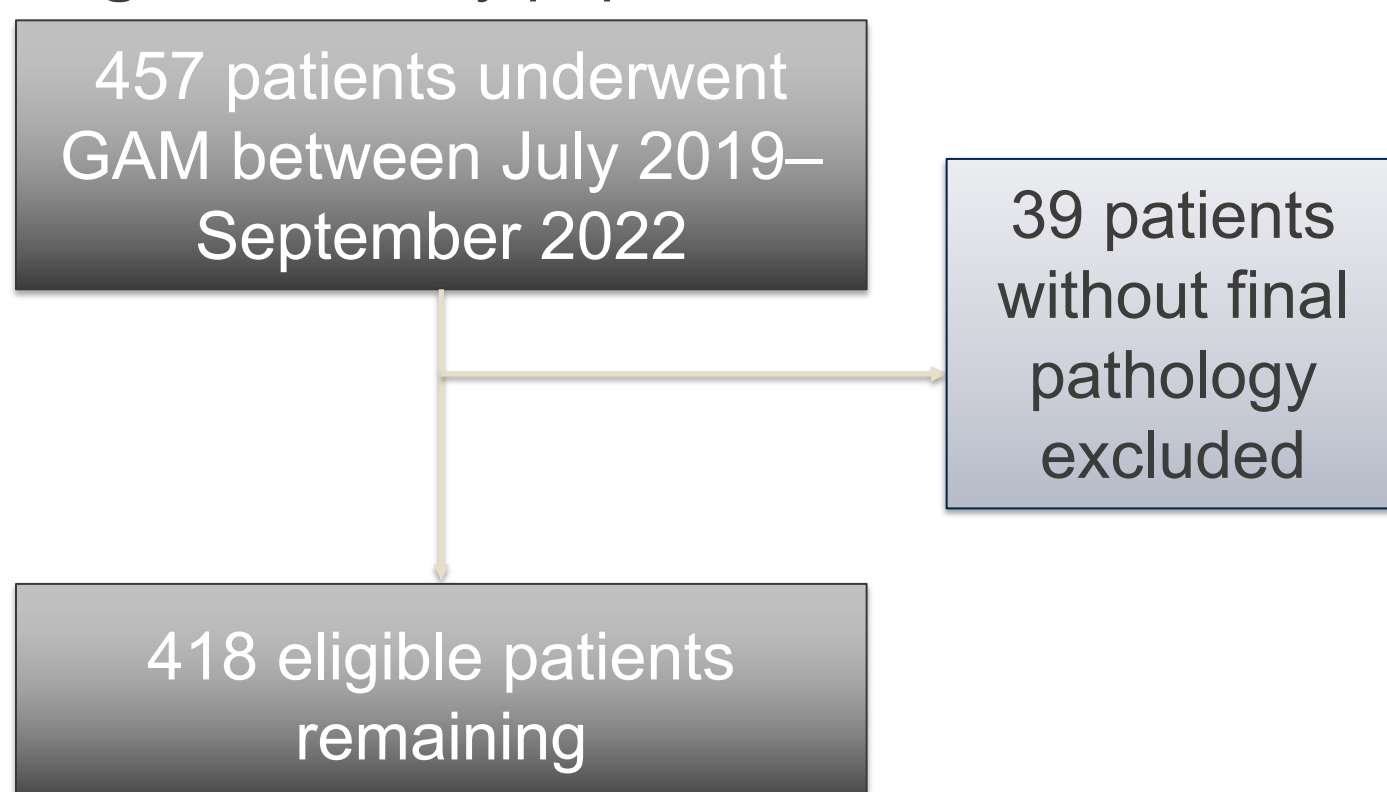 457 patients underwent
GAM between July 2019–
September 2022
39 patients
without final
pathology
excluded
418 eligible patients
remaining